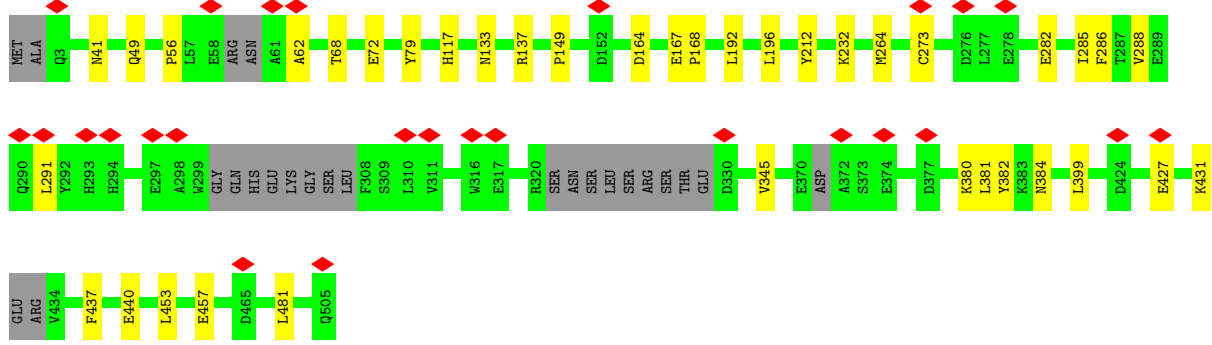 MET ALA Q3 N41 Q49 P56 L57 E58 ARG ASN A61 A62 T68 E72 Y79 H117 N133 R137 P149 D152 D164 E167 P168 L192 L196 Y212 K232 M264 C273 D276 L277 E278 E282 I285 F286 T287 V288 E289
Q290 L291 Y292 H293 H294 E297 A298 W299 GLY GLN HIS GLU LYS GLY SER LEU F308 S309 L310 V311 W316 E317 R320 SER ASN SER LEU SER ARG SER THR GLU D330 V345 E370 ASP A372 S373 E374 D377 K380 L381 Y382 K383 N384 L399 D424 E427 K431
GLU ARG V434 F437 E440 L453 E457 D465 L481 Q505